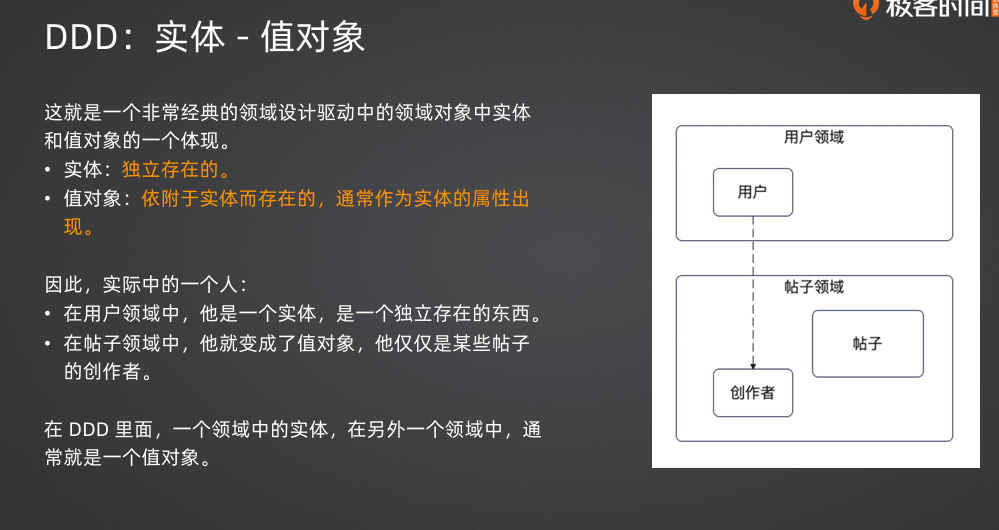 极客时间
DDD：实体 - 值对象
这就是一个非常经典的领域设计驱动中的领域对象中实体
和值对象的一个体现。
• 实体：独立存在的。
• 值对象：依附于实体而存在的，通常作为实体的属性出
现。
因此，实际中的一个人：
• 在用户领域中，他是一个实体，是一个独立存在的东西。
• 在帖子领域中，他就变成了值对象，他仅仅是某些帖子
的创作者。
在 DDD 里面，一个领域中的实体，在另外一个领域中，通
常就是一个值对象。
用户领域
用户
帖子领域
帖子
创作者